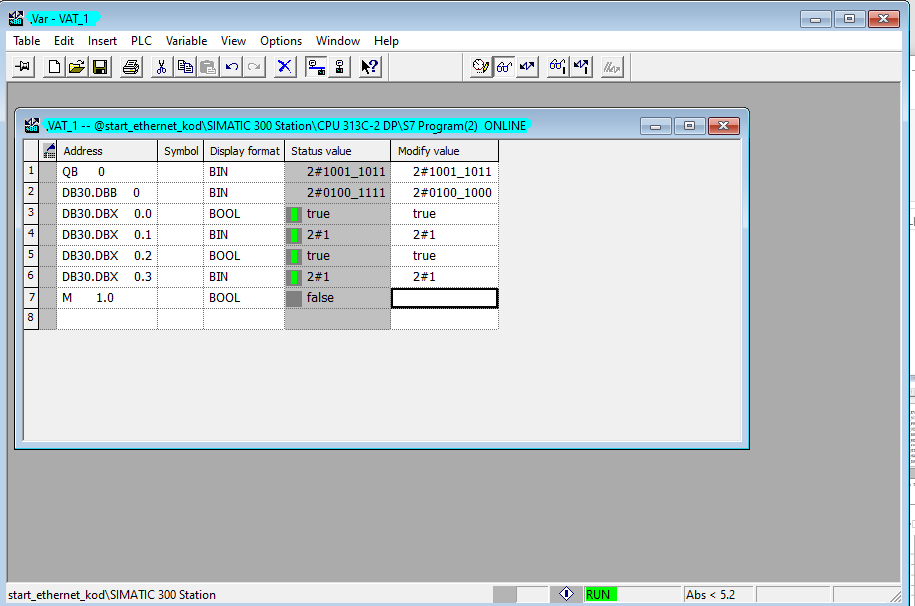 Var - VAT_1
Table Edit Insert PLC Variable View Options Window Help
VAT_1 -- @start_ethernet_kod\SIMATIC 300 Station\CPU 313C-2 DP\S7 Program(2) ONLINE
Address Symbol Display format Status value Modify value
1 QB 0 BIN 2#1001_1011 2#1001_1011
2 DB30.DBB 0 BIN 2#0100_1111 2#0100_1000
3 DB30.DBX 0.0 BOOL true true
4 DB30.DBX 0.1 BIN 2#1 2#1
5 DB30.DBX 0.2 BOOL true true
6 DB30.DBX 0.3 BIN 2#1 2#1
7 M 1.0 BOOL false
8
start_ethernet_kod\SIMATIC 300 Station RUN Abs < 5.2